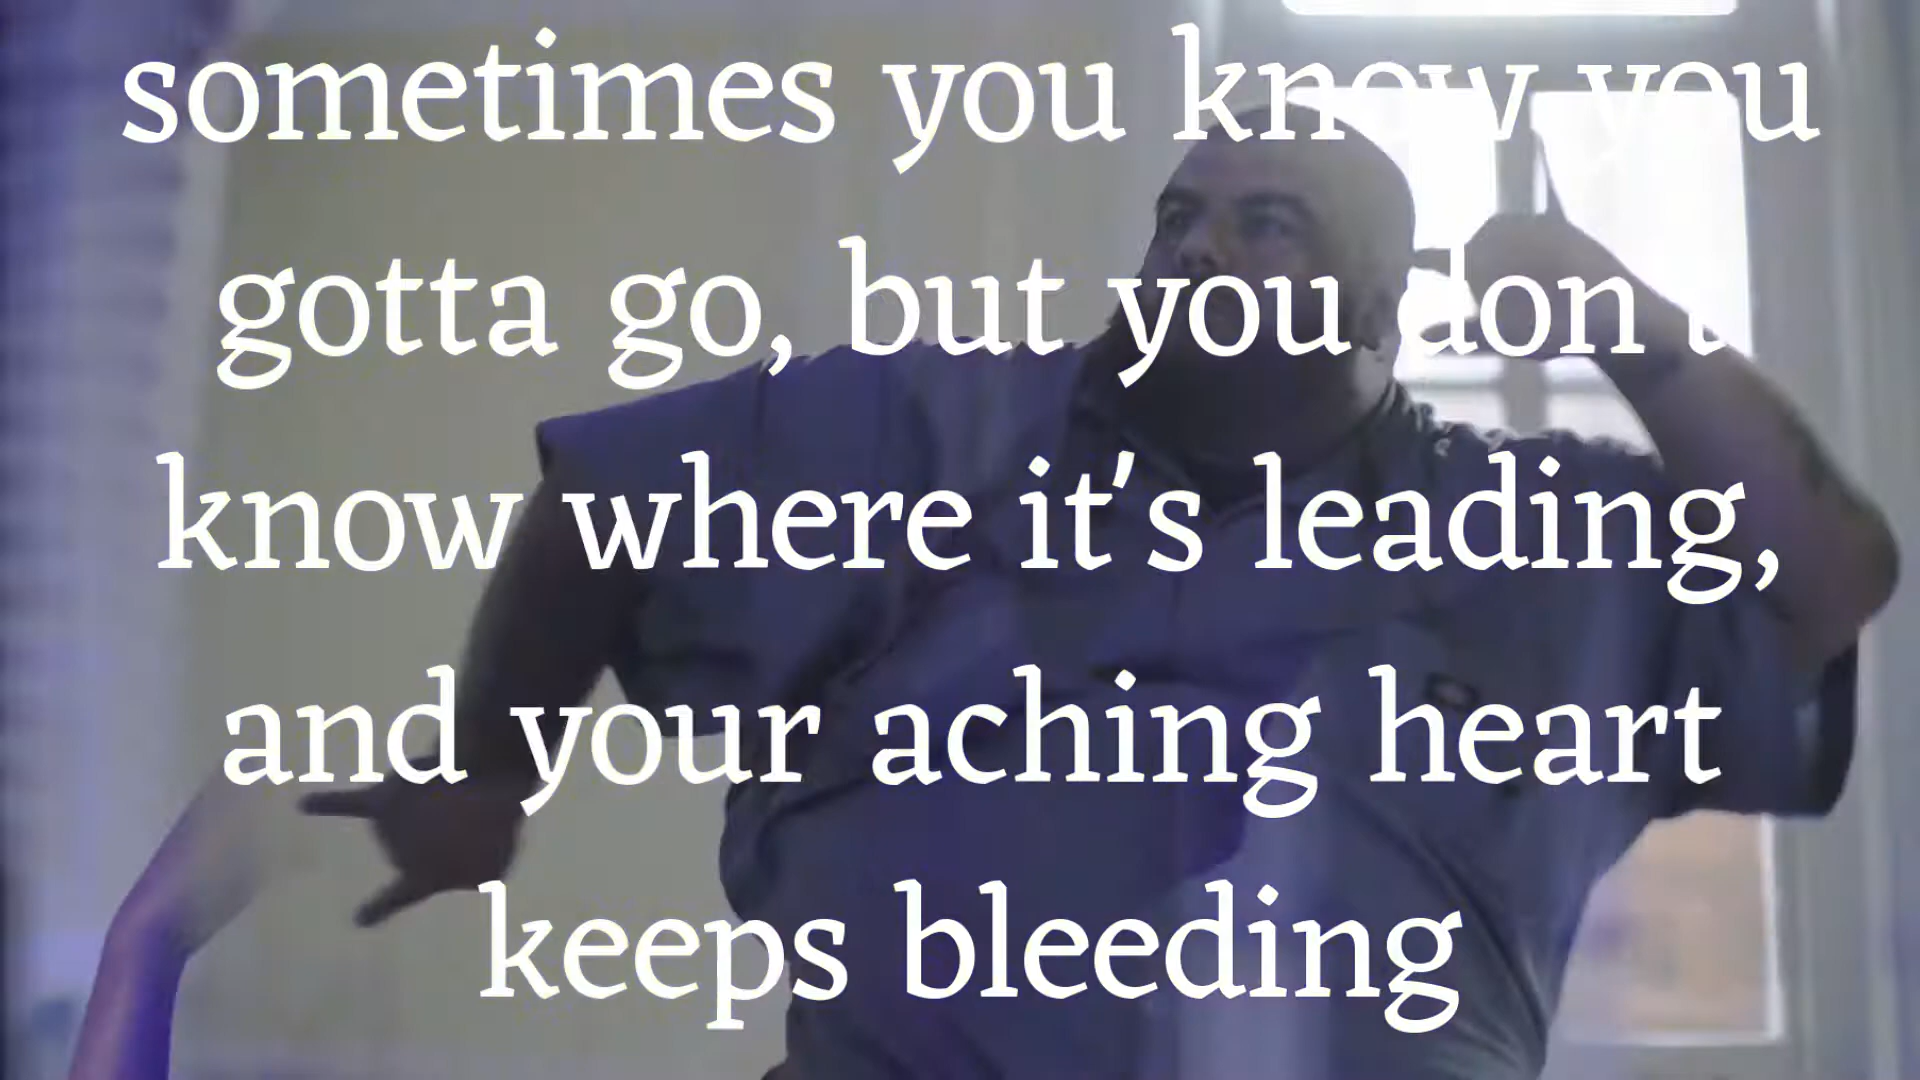 sometimes you know you
gotta go, but you don't
know where it's leading,
and your aching heart
keeps bleeding